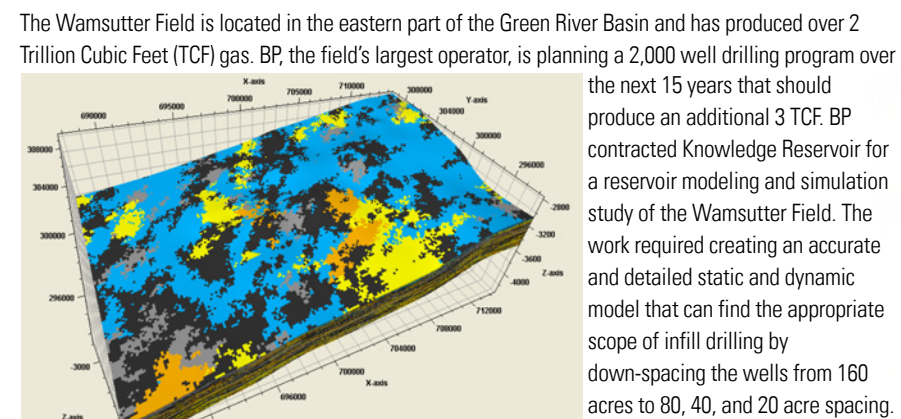 The Wamsutter Field is located in the eastern part of the Green River Basin and has produced over 2
Trillion Cubic Feet (TCF) gas. BP, the field's largest operator, is planning a 2,000 well drilling program over
the next 15 years that should
produce an additional 3 TCF. BP
contracted Knowledge Reservoir for
a reservoir modeling and simulation
study of the Wamsutter Field. The
work required creating an accurate
and detailed static and dynamic
model that can find the appropriate
scope of infill drilling by
down-spacing the wells from 160
acres to 80, 40, and 20 acre spacing.
X-axis
690000
695000
700000
705000
710000
300000
Y-axis
304000
300000
296000
308000
304000
300000
296000
-3000
Z-axis
-2800
-3200
-3600
Z-axis
-4000
712000
708000
704000
X-axis
700000
696000